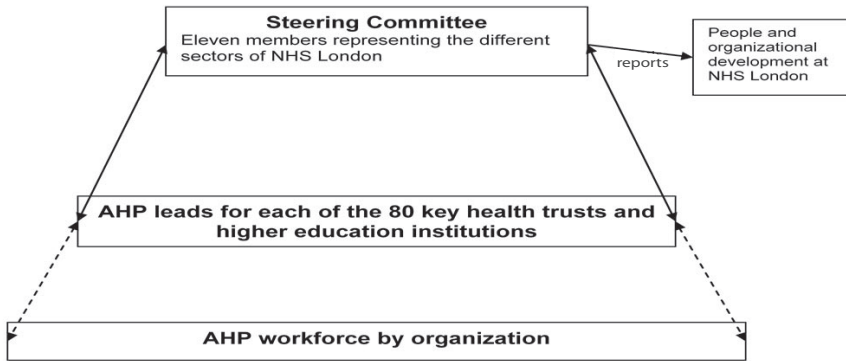 Steering Committee
Eleven members representing the different
sectors of NHS London
People and
organizational
development at
NHS London
reports
AHP leads for each of the 80 key health trusts and
higher education institutions
AHP workforce by organization